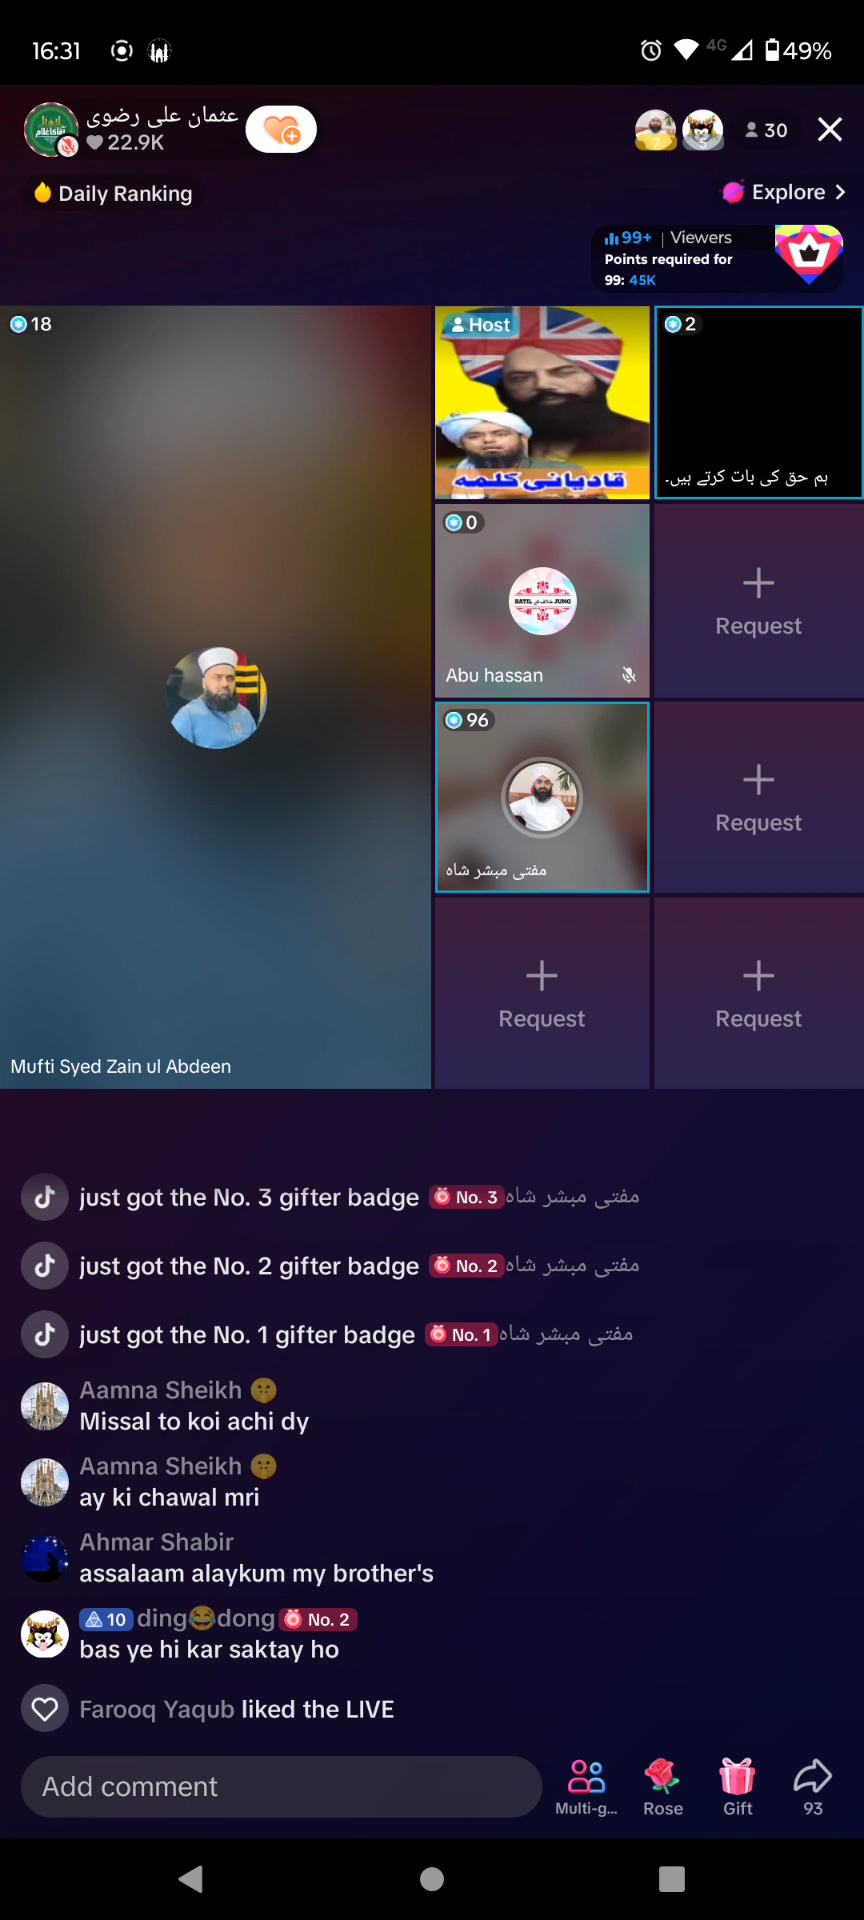 16:31
4G
49%
عثمان علی رضوی
22.9K
30
Daily Ranking
Explore
99+ | Viewers
Points required for
99: 45K
18
Host
2
قادیانی کلمہ
ہم حق کی بات کرتے ہیں۔
0
BATIL کے خلاف JUNG
Request
Abu hassan
96
Request
مفتی مبشر شاہ
Request
Request
Mufti Syed Zain ul Abdeen
just got the No. 3 gifter badge No. 3 مفتی مبشر شاہ
just got the No. 2 gifter badge No. 2 مفتی مبشر شاہ
just got the No. 1 gifter badge No. 1 مفتی مبشر شاہ
Aamna Sheikh
Missal to koi achi dy
Aamna Sheikh
ay ki chawal mri
Ahmar Shabir
assalaam alaykum my brother's
10 ding😂dong No. 2
bas ye hi kar saktay ho
Farooq Yaqub liked the LIVE
Add comment
Multi-g...
Rose
Gift
93